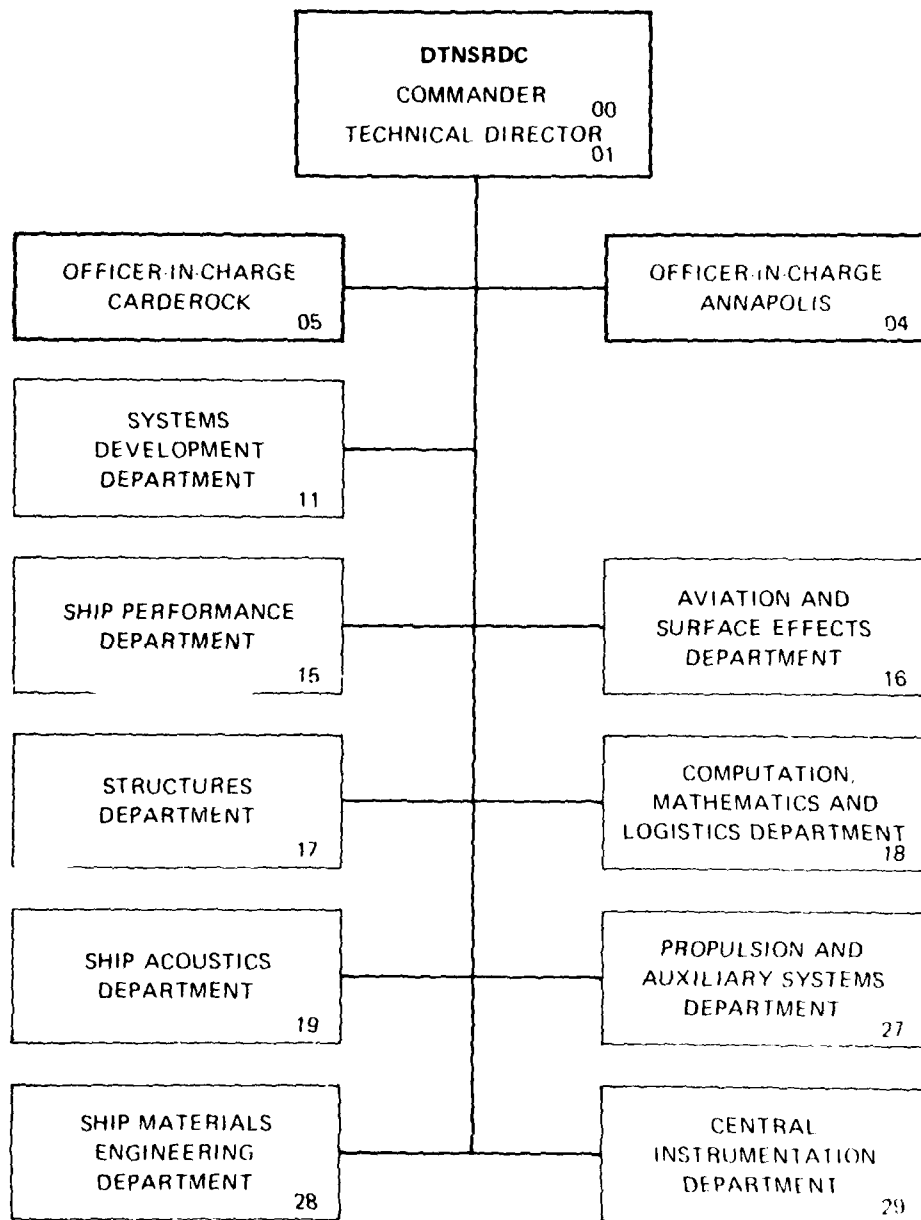 DTNSRDC
COMMANDER
00
TECHNICAL DIRECTOR
01
OFFICER-IN-CHARGE
CARDEROCK
05
OFFICER-IN-CHARGE
ANNAPOLIS
04
SYSTEMS
DEVELOPMENT
DEPARTMENT
11
SHIP PERFORMANCE
DEPARTMENT
15
AVIATION AND
SURFACE EFFECTS
DEPARTMENT
16
STRUCTURES
DEPARTMENT
17
COMPUTATION,
MATHEMATICS AND
LOGISTICS DEPARTMENT
18
SHIP ACOUSTICS
DEPARTMENT
19
PROPULSION AND
AUXILIARY SYSTEMS
DEPARTMENT
27
SHIP MATERIALS
ENGINEERING
DEPARTMENT
28
CENTRAL
INSTRUMENTATION
DEPARTMENT
29